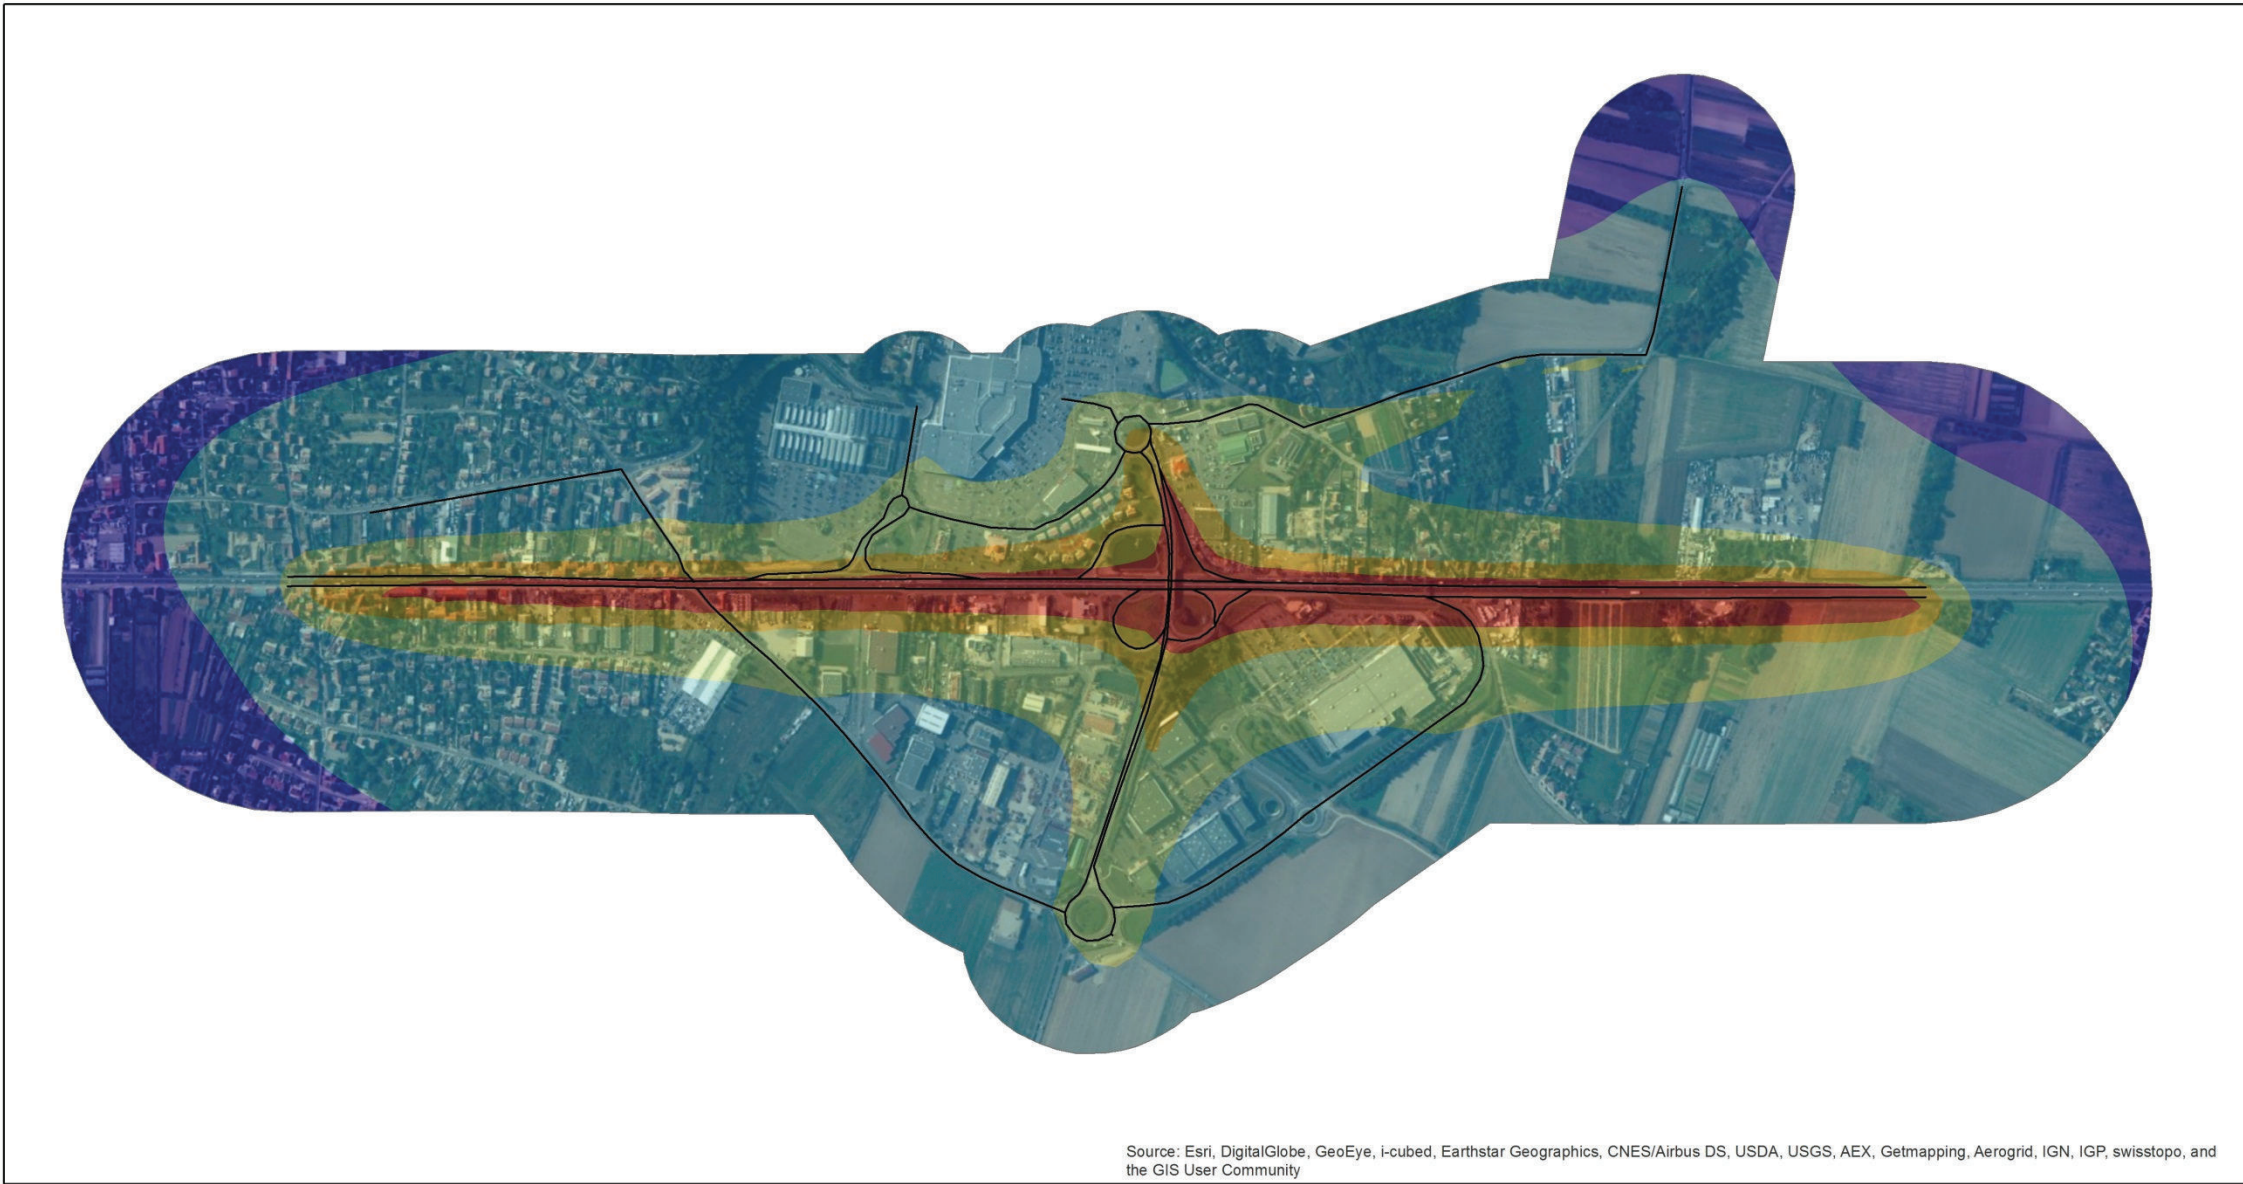 Source: Esri, DigitalGlobe, GeoEye, i-cubed, Earthstar Geographics, CNES/Airbus DS, USDA, USGS, AEX, Getmapping, Aerogrid, IGN, IGP, swisstopo, and
the GIS User Community